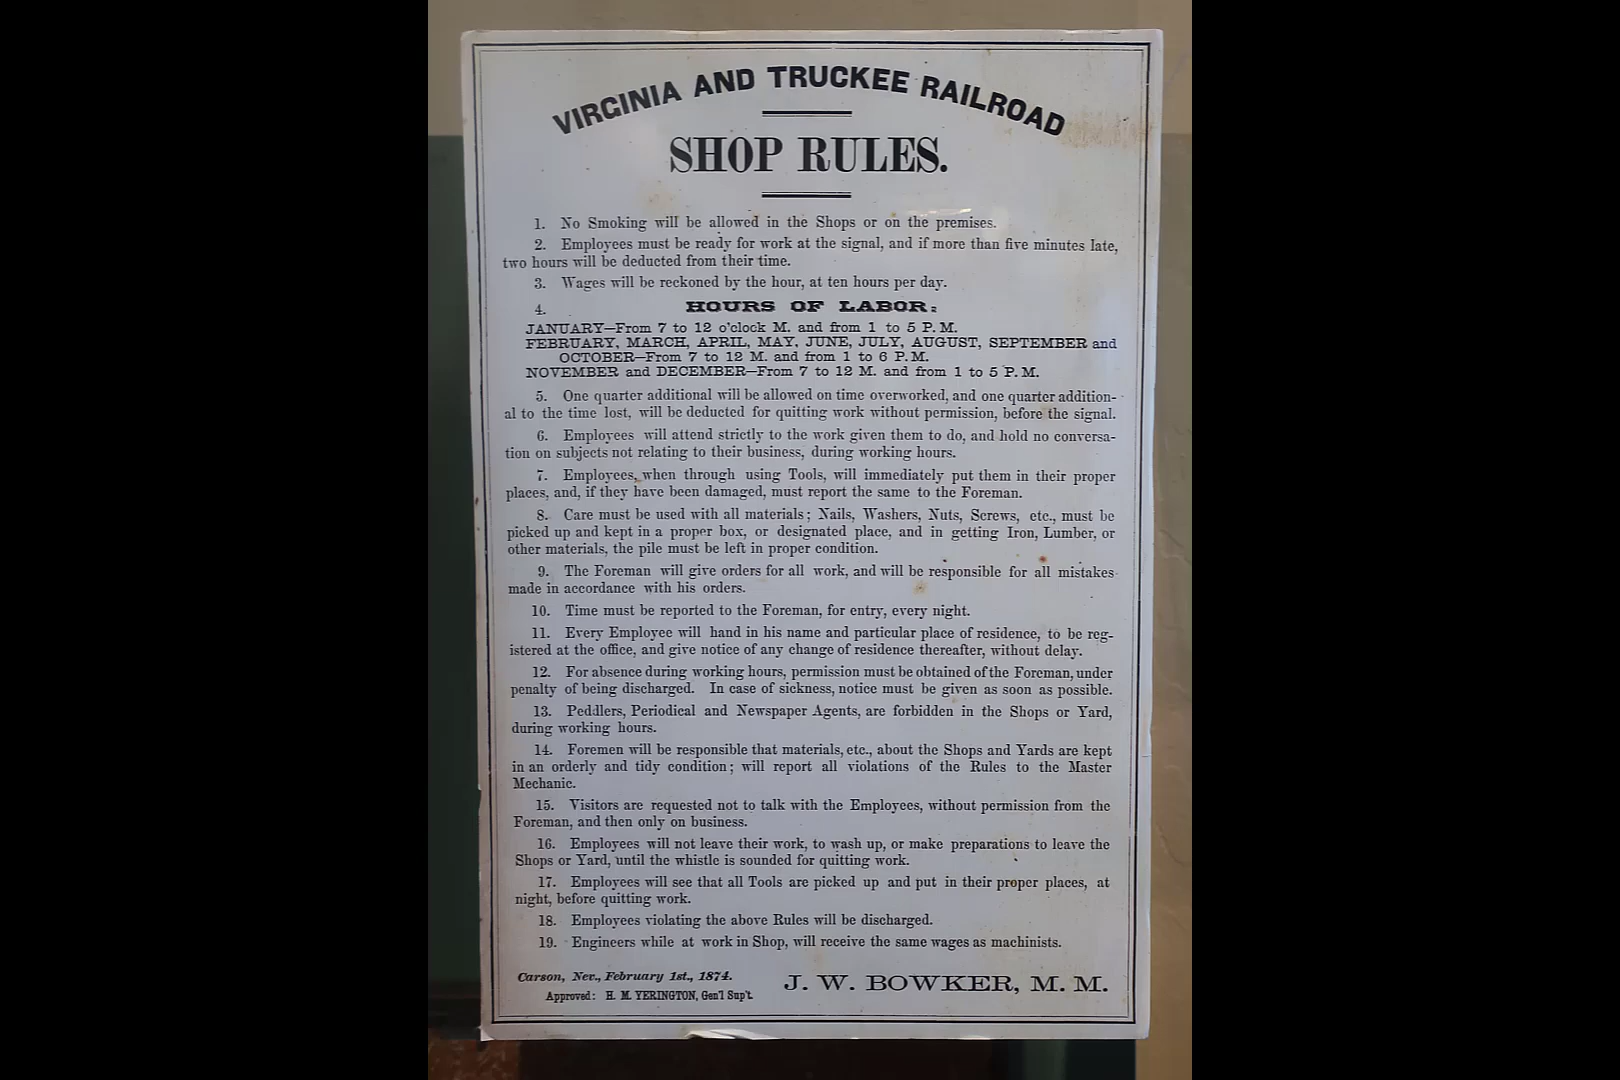 VIRGINIA AND TRUCKEE RAILROAD
SHOP RULES.
1. No Smoking will be allowed in the Shops or on the premises.
2. Employees must be ready for work at the signal, and if more than five minutes late,
two hours will be deducted from their time.
3. Wages will be reckoned by the hour, at ten hours per day.
4. HOURS OF LABOR:
JANUARY—From 7 to 12 o'clock M. and from 1 to 5 P. M.
FEBRUARY, MARCH, APRIL, MAY, JUNE, JULY, AUGUST, SEPTEMBER and
OCTOBER—From 7 to 12 M. and from 1 to 6 P. M.
NOVEMBER and DECEMBER—From 7 to 12 M. and from 1 to 5 P. M.
5. One quarter additional will be allowed on time overworked, and one quarter addition-
al to the time lost, will be deducted for quitting work without permission, before the signal.
6. Employees will attend strictly to the work given them to do, and hold no conversa-
tion on subjects not relating to their business, during working hours.
7. Employees, when through using Tools, will immediately put them in their proper
places, and, if they have been damaged, must report the same to the Foreman.
8. Care must be used with all materials; Nails, Washers, Nuts, Screws, etc., must be
picked up and kept in a proper box, or designated place, and in getting Iron, Lumber, or
other materials, the pile must be left in proper condition.
9. The Foreman will give orders for all work, and will be responsible for all mistakes
made in accordance with his orders.
10. Time must be reported to the Foreman, for entry, every night.
11. Every Employee will hand in his name and particular place of residence, to be reg-
istered at the office, and give notice of any change of residence thereafter, without delay.
12. For absence during working hours, permission must be obtained of the Foreman, under
penalty of being discharged. In case of sickness, notice must be given as soon as possible.
13. Peddlers, Periodical and Newspaper Agents, are forbidden in the Shops or Yard,
during working hours.
14. Foremen will be responsible that materials, etc., about the Shops and Yards are kept
in an orderly and tidy condition; will report all violations of the Rules to the Master
Mechanic.
15. Visitors are requested not to talk with the Employees, without permission from the
Foreman, and then only on business.
16. Employees will not leave their work, to wash up, or make preparations to leave the
Shops or Yard, until the whistle is sounded for quitting work.
17. Employees will see that all Tools are picked up and put in their proper places, at
night, before quitting work.
18. Employees violating the above Rules will be discharged.
19. Engineers while at work in Shop, will receive the same wages as machinists.
Carson, Nev., February 1st., 1874.
J. W. BOWKER, M. M.
Approved: H. M. YERINGTON, Gen'l Sup't.